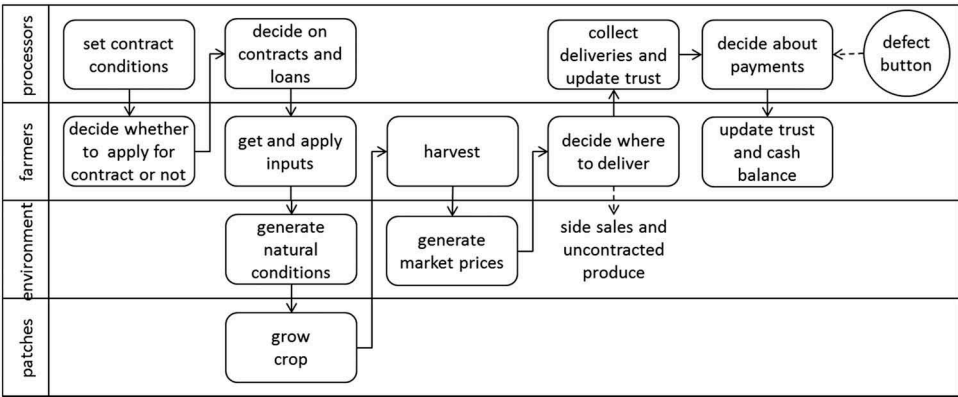 processors
set contract
conditions
decide on
contracts and
loans
collect
deliveries and
update trust
decide about
payments
defect
button
farmers
decide whether
to apply for
contract or not
get and apply
inputs
harvest
decide where
to deliver
update trust
and cash
balance
environment
generate
natural
conditions
generate
market prices
side sales and
uncontracted
produce
patches
grow
crop